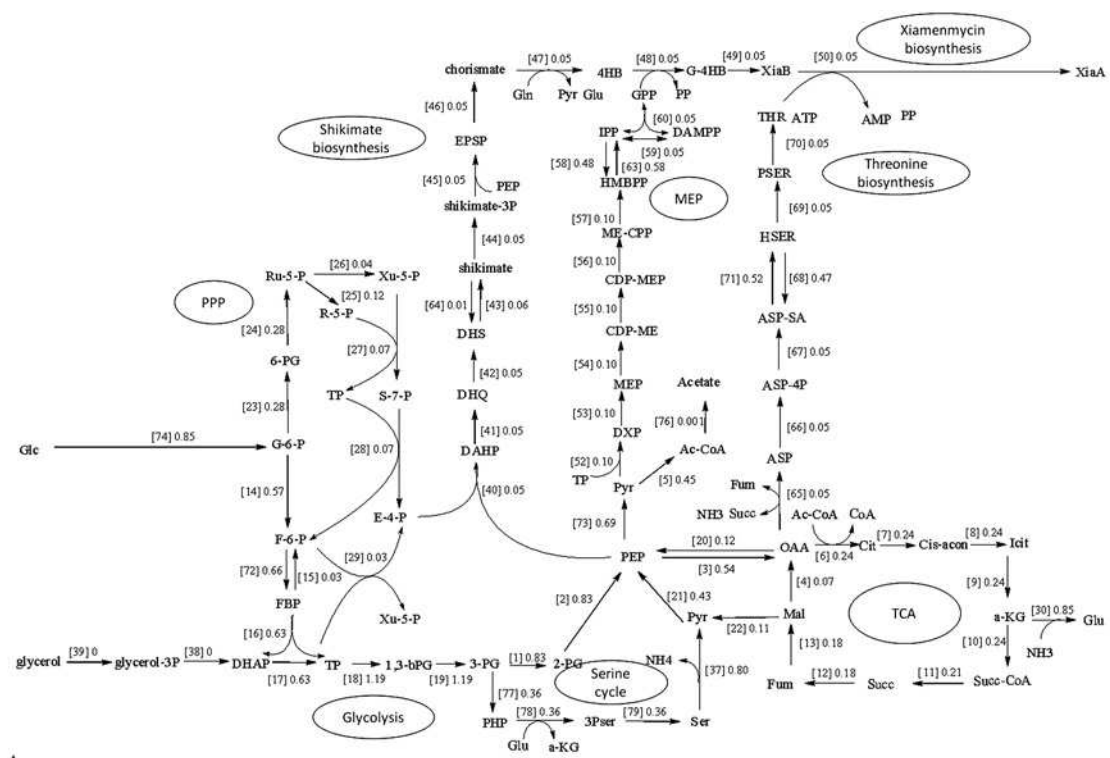 Xiamenmycin
biosynthesis
[47] 0.05
[48] 0.05
[49] 0.05
[50] 0.05
chorismate
4HB
G-4HB
XiaB
XiaA
Gln
Pyr
Glu
GPP
PP
[46] 0.05
Shikimate
biosynthesis
EPSP
[60] 0.05
IPP
DAMPP
[59] 0.05
THR ATP
AMP
PP
[70] 0.05
Threonine
biosynthesis
[45] 0.05
PEP
shikimate-3P
[58] 0.48
[63] 0.58
HMBPP
MEP
PSER
[57] 0.10
ME-CPP
[69] 0.05
HSER
[44] 0.05
[56] 0.10
CDP-MEP
[71] 0.52
[68] 0.47
PPP
Ru-5-P
[26] 0.04
Xu-5-P
[25] 0.12
R-5-P
shikimate
[64] 0.01
[43] 0.06
[55] 0.10
CDP-ME
ASP-SA
[24] 0.28
6-PG
[27] 0.07
DHS
[42] 0.05
[54] 0.10
[67] 0.05
[23] 0.28
TP
S-7-P
DHQ
MEP
Acetate
ASP-4P
[41] 0.05
[53] 0.10
[76] 0.001
[66] 0.05
Glc
[74] 0.85
G-6-P
[28] 0.07
DAHP
DXP
Ac-CoA
[52] 0.10
[5] 0.45
ASP
TP
Pyr
[14] 0.57
[40] 0.05
Fum
[65] 0.05
NH3
Succ
Ac-CoA
CoA
E-4-P
[73] 0.69
F-6-P
[29] 0.03
PEP
[20] 0.12
[3] 0.54
OAA
[6] 0.24
Cit
[7] 0.24
Cis-acon
[8] 0.24
Icit
[72] 0.66
[15] 0.03
FBP
Xu-5-P
[2] 0.83
[21] 0.43
[4] 0.07
[9] 0.24
TCA
[16] 0.63
Pyr
[22] 0.11
Mal
a-KG
[30] 0.85
Glu
NH3
[13] 0.18
[10] 0.24
glycerol
[39] 0
glycerol-3P
[38] 0
DHAP
[17] 0.63
TP
[18] 1.19
1,3-bPG
[19] 1.19
3-PG
[1] 0.83
2-PG
NH4
[37] 0.80
Serine
cycle
Fum
[12] 0.18
Succ
[11] 0.21
Succ-CoA
Glycolysis
[77] 0.36
PHP
[78] 0.36
3Pser
[79] 0.36
Ser
Glu
a-KG